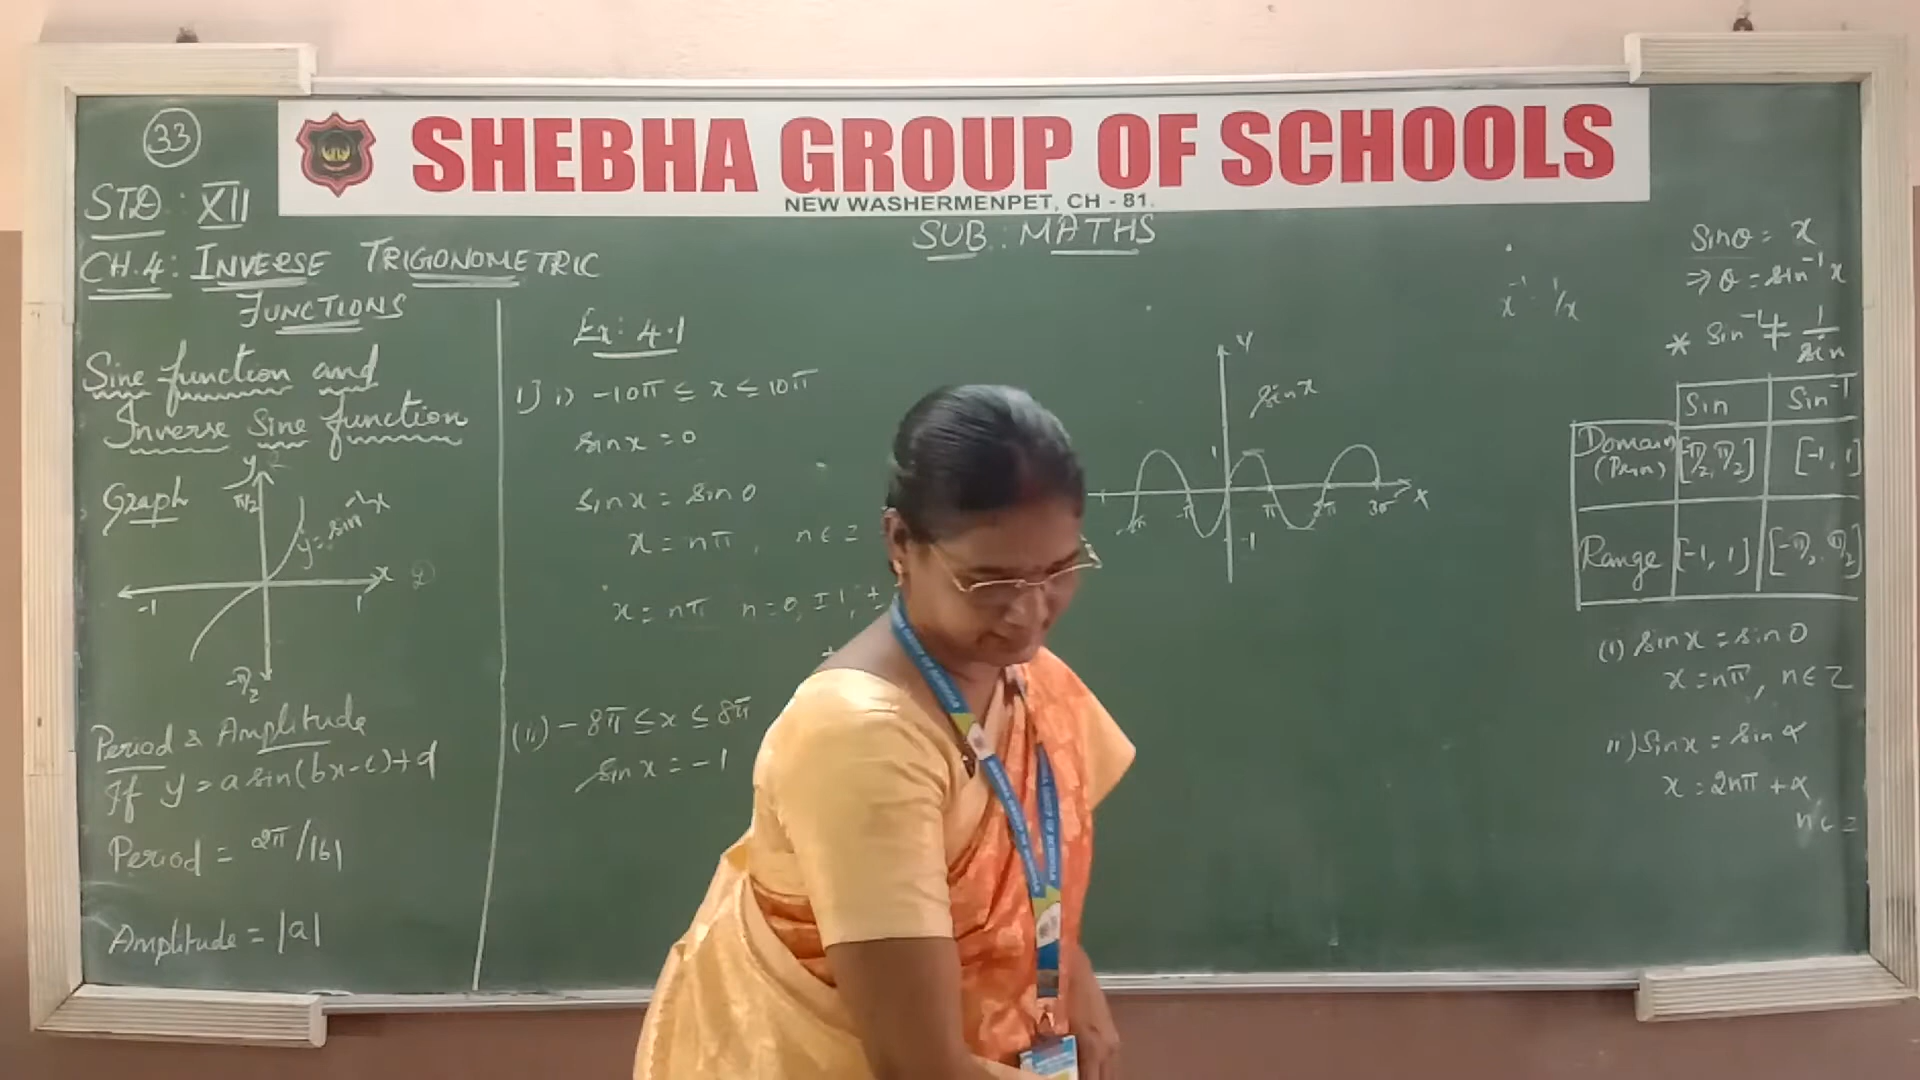 33
SHEBHA GROUP OF SCHOOLS
NEW WASHERMENPET, CH - 81.
STD : XII
SUB : MATHS
CH.4 : INVERSE TRIGONOMETRIC
FUNCTIONS
Sine function and
Inverse Sine function
Graph
y
π/2
y = sin⁻¹x
x
-1
1
-π/2
Period & Amplitude
If y = a sin(bx-c)+d
Period = 2π/|b|
Amplitude = |a|
Ex: 4.1
1] i) -10π ≤ x ≤ 10π
sin x = 0
sin x = sin 0
x = nπ, n ∈ Z
x = nπ n = 0, ±1, ±
(ii) -8π ≤ x ≤ 8π
sin x = -1
Y
sin x
1
-π
π
2π
3π
X
-1
x⁻¹ = 1/x
Sinθ = x
⇒ θ = sin⁻¹ x
* Sin⁻¹ ≠ 1/sin
Sin Sin⁻¹
Domain (Prin) [-π/2, π/2] [-1, 1]
Range [-1, 1] [-π/2, π/2]
(i) sin x = sin 0
x = nπ, n ∈ Z
ii) Sin x = sin α
x = 2nπ + α
n ∈ Z